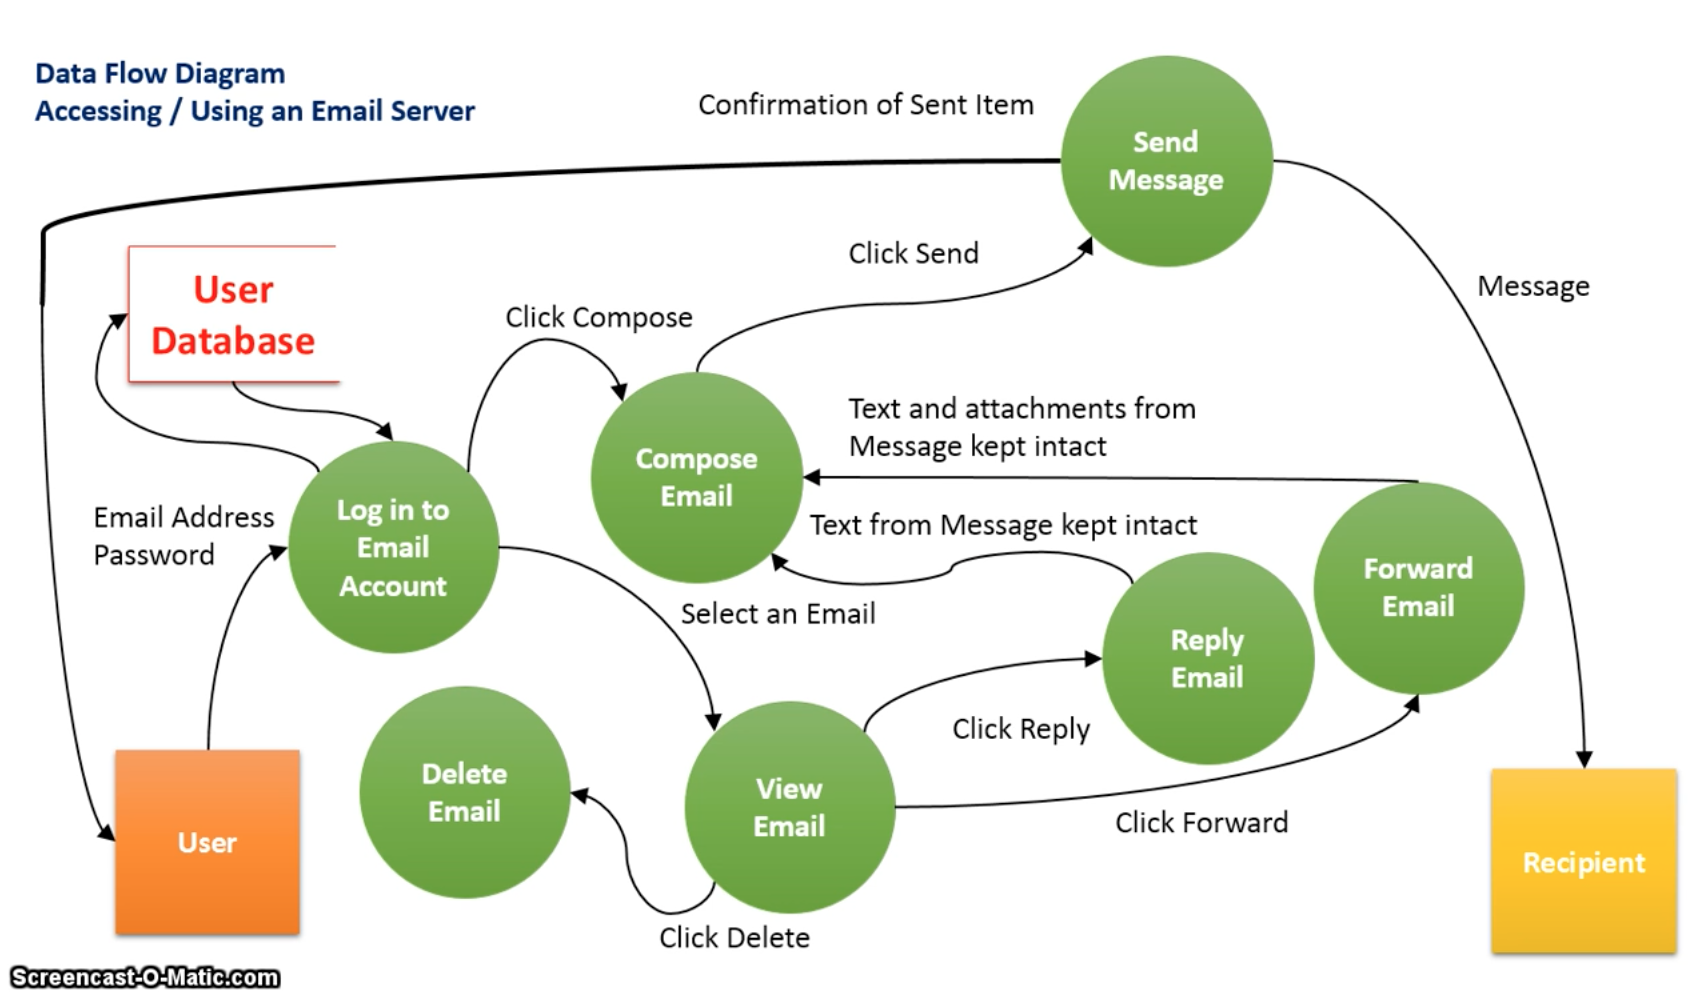 Data Flow Diagram
Accessing / Using an Email Server
Confirmation of Sent Item
Send
Message
Click Send
Message
User
Database
Click Compose
Text and attachments from
Message kept intact
Compose
Email
Log in to
Email
Account
Email Address
Password
Text from Message kept intact
Forward
Email
Select an Email
Reply
Email
Click Reply
Delete
Email
View
Email
Click Forward
User
Recipient
Click Delete
Screencast-O-Matic.com